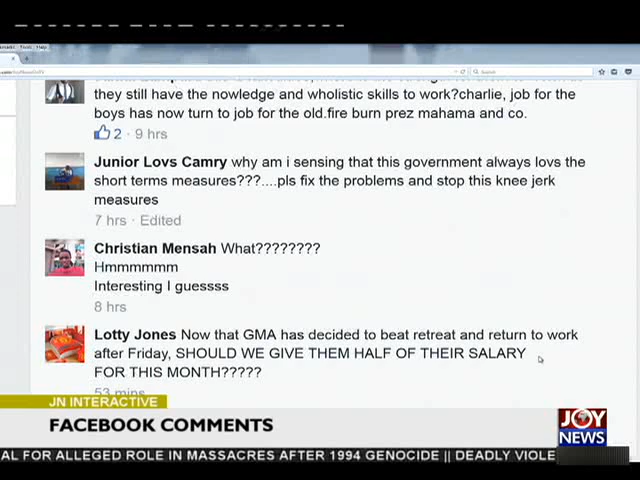 Tools Help
Search
they still have the nowledge and wholistic skills to work?charlie, job for the
boys has now turn to job for the old.fire burn prez mahama and co.
2 · 9 hrs
Junior Lovs Camry why am i sensing that this government always lovs the
short terms measures???....pls fix the problems and stop this knee jerk
measures
7 hrs · Edited
Christian Mensah What????????
Hmmmmmm
Interesting I guessss
8 hrs
Lotty Jones Now that GMA has decided to beat retreat and return to work
after Friday, SHOULD WE GIVE THEM HALF OF THEIR SALARY
FOR THIS MONTH?????
53 mins
JN INTERACTIVE
FACEBOOK COMMENTS
JOY
NEWS
AL FOR ALLEGED ROLE IN MASSACRES AFTER 1994 GENOCIDE || DEADLY VIOLE